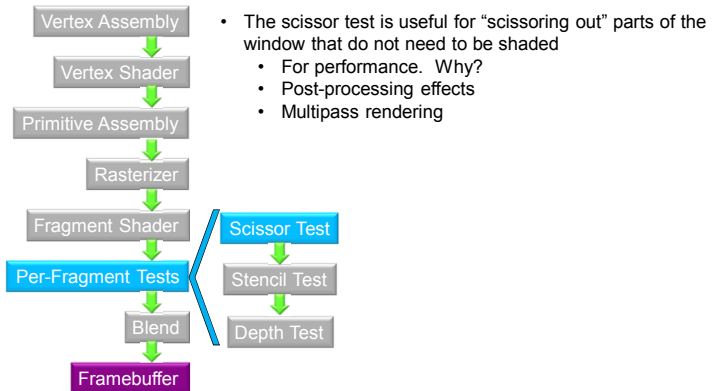 Vertex Assembly
Vertex Shader
Primitive Assembly
Rasterizer
Fragment Shader
Per-Fragment Tests
Blend
Framebuffer
Scissor Test
Stencil Test
Depth Test
• The scissor test is useful for “scissoring out” parts of the
window that do not need to be shaded
• For performance. Why?
• Post-processing effects
• Multipass rendering